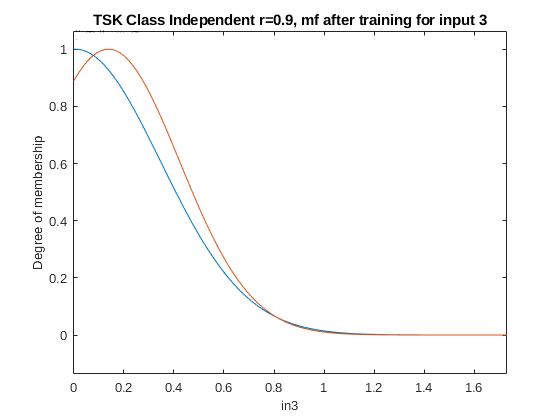 TSK Class Independent r=0.9, mf after training for input 3
1
0.8
0.6
0.4
0.2
0
Degree of membership
0 0.2 0.4 0.6 0.8 1 1.2 1.4 1.6
in3